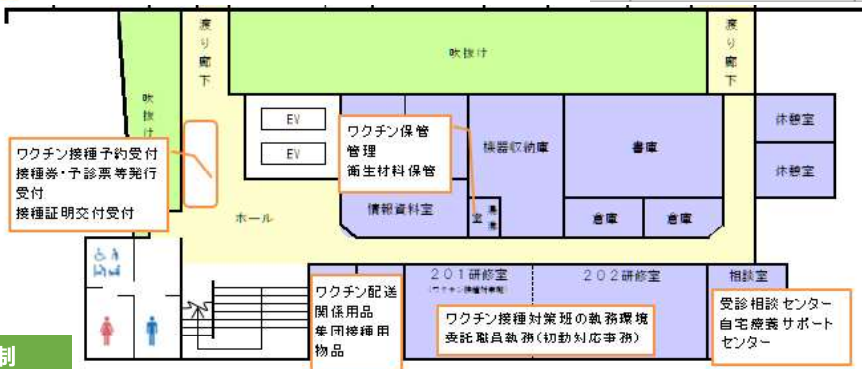 渡り廊下
吹抜け
渡り廊下
吹抜け
EV
EV
ワクチン保管
管理
衛生材料保管
機器収納庫
書庫
休憩室
休憩室
ワクチン接種予約受付
接種券・予診票等発行
受付
接種証明交付受付
ホール
情報資料室
湯沸室
倉庫
倉庫
201研修室
202研修室
相談室
ワクチン配送
関係用品
集団接種用
物品
ワクチン接種対策班の執務環境
委託職員執務(初動対応事務)
受診相談センター
自宅療養サポート
センター
制